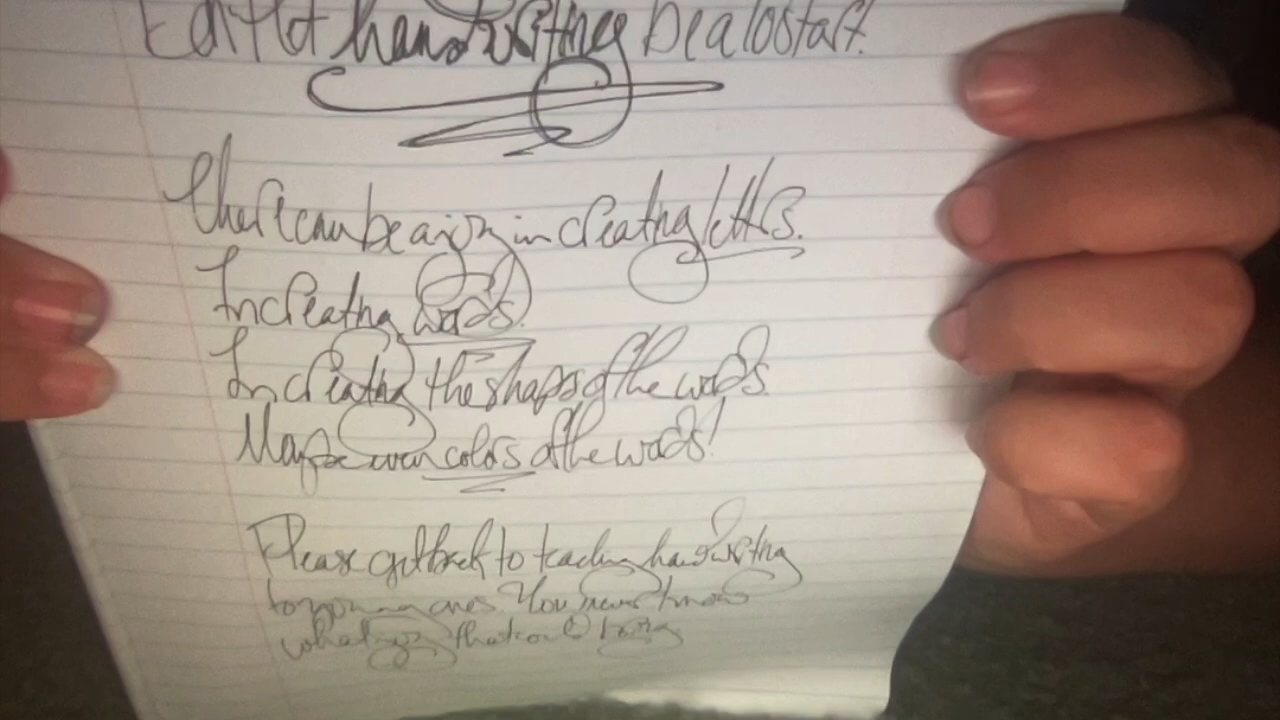 handwriting be a lost art.
There can be a joy in creating letters.
In creating words.
In creating the shapes of the words.
Maybe even colors of the words!
Please get back to teaching handwriting
to young ones. You never know
what joy that could bring